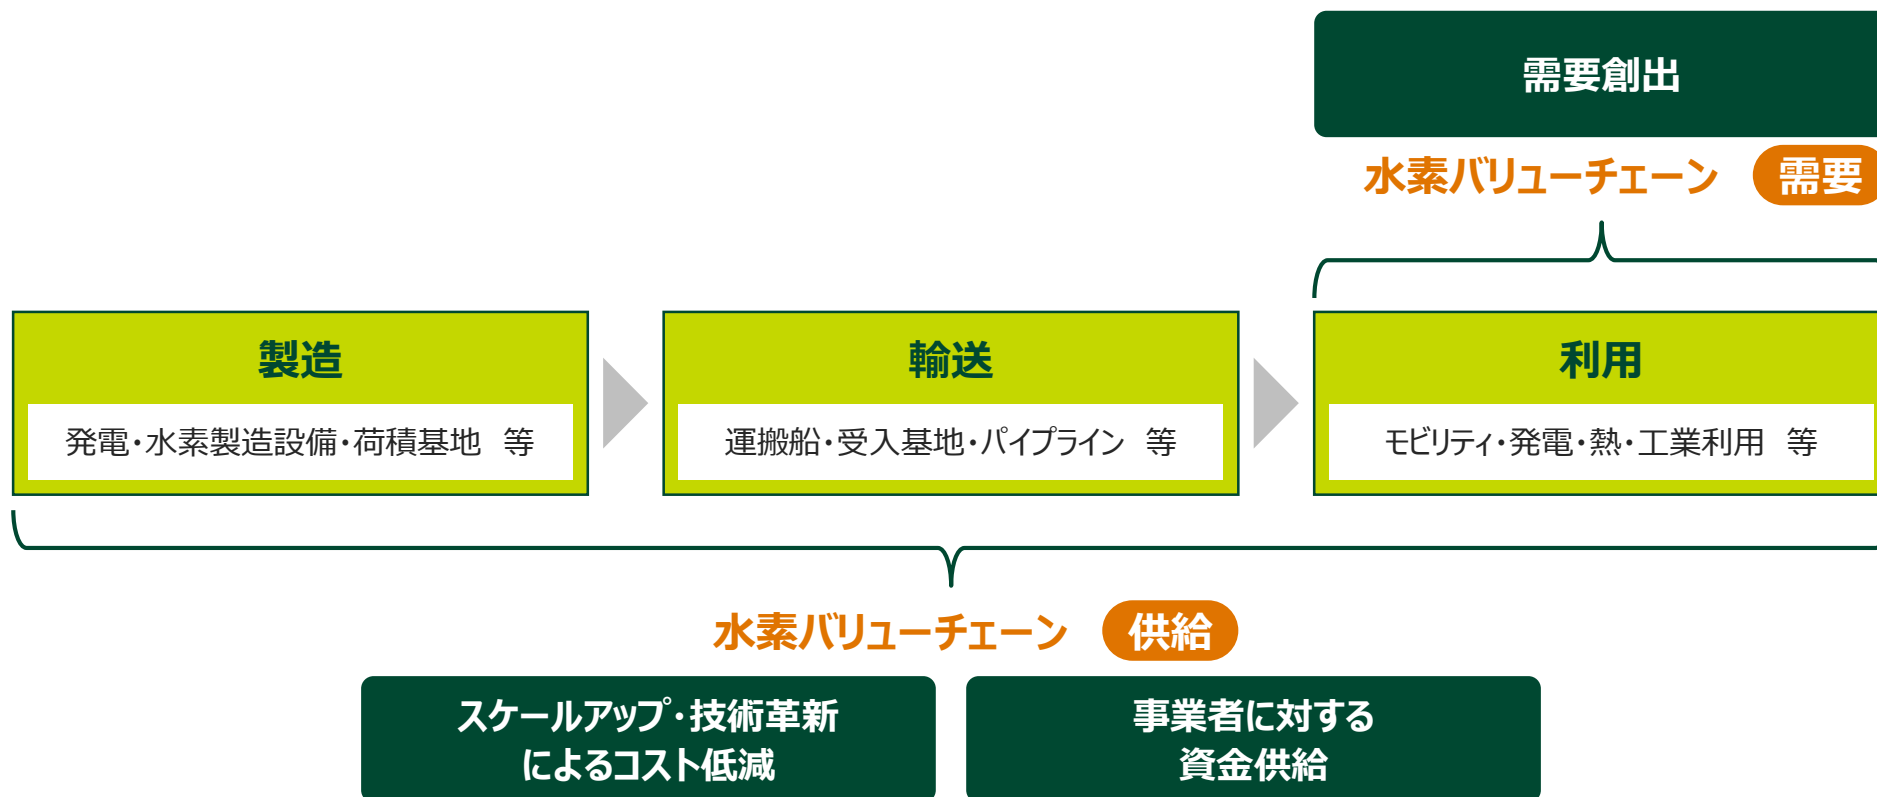 需要創出
水素バリューチェーン 需要
製造
発電・水素製造設備・荷積基地 等
輸送
運搬船・受入基地・パイプライン 等
利用
モビリティ・発電・熱・工業利用 等
水素バリューチェーン 供給
スケールアップ・技術革新
によるコスト低減
事業者に対する
資金供給